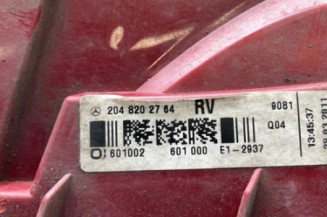 204 820 27 64 RV 9081
Q04
601002 601 000 E1-2937
13:45:37